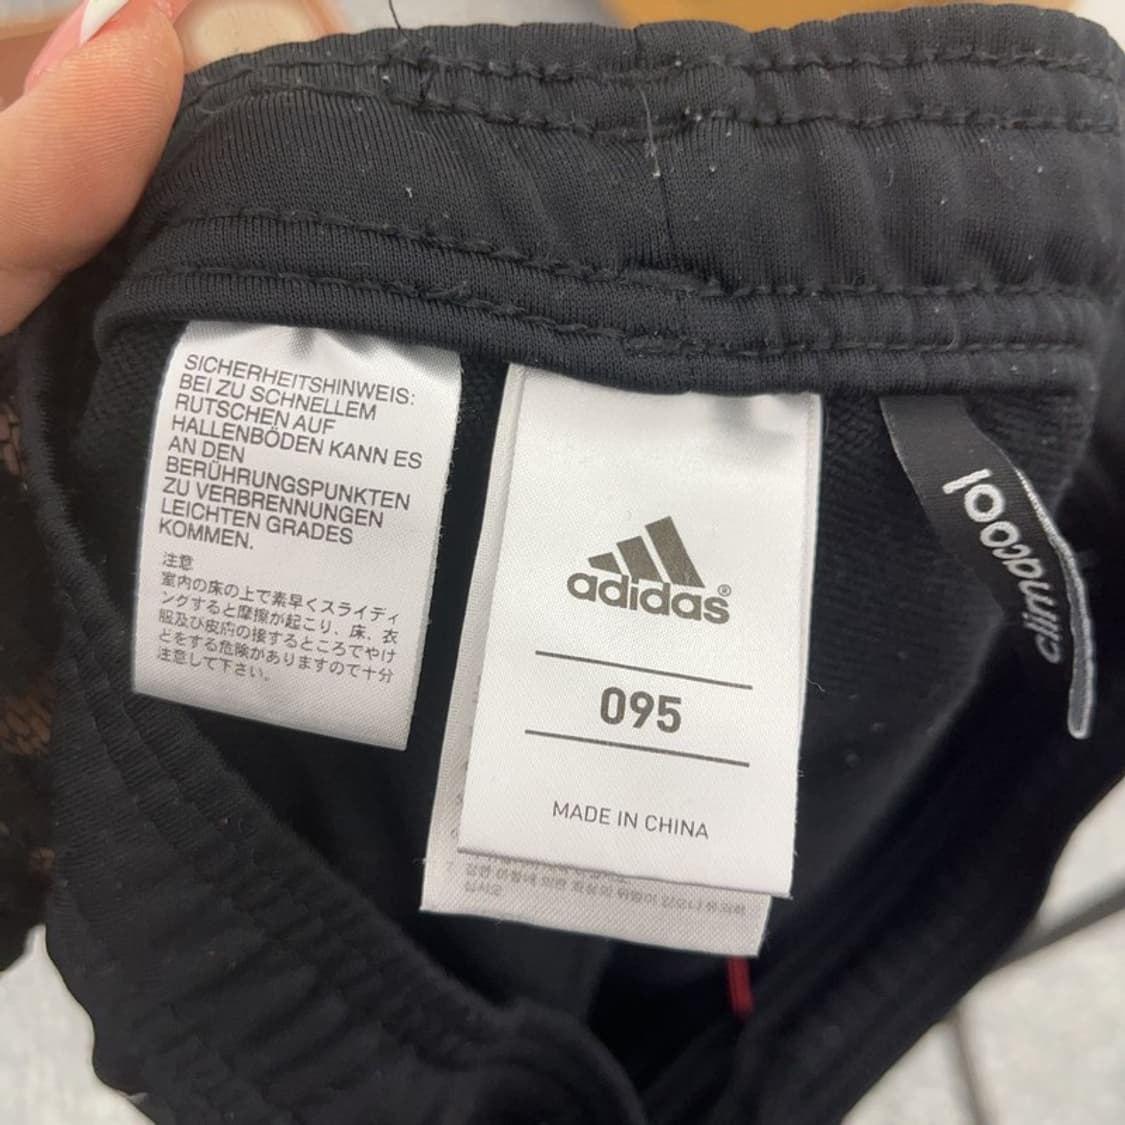 SICHERHEITSHINWEIS:
BEI ZU SCHNELLEM
RUTSCHEN AUF
HALLENBÖDEN KANN ES
AN DEN
BERÜHRUNGSPUNKTEN
ZU VERBRENNUNGEN
LEICHTEN GRADES
KOMMEN.
注意
室内の床の上で素早くスライディ
ングすると摩擦が起こり、床、衣
服及び皮膚の接するところでやけ
どをする危険がありますので十分
注意して下さい。
adidas®
095
MADE IN CHINA
십시오
climacool